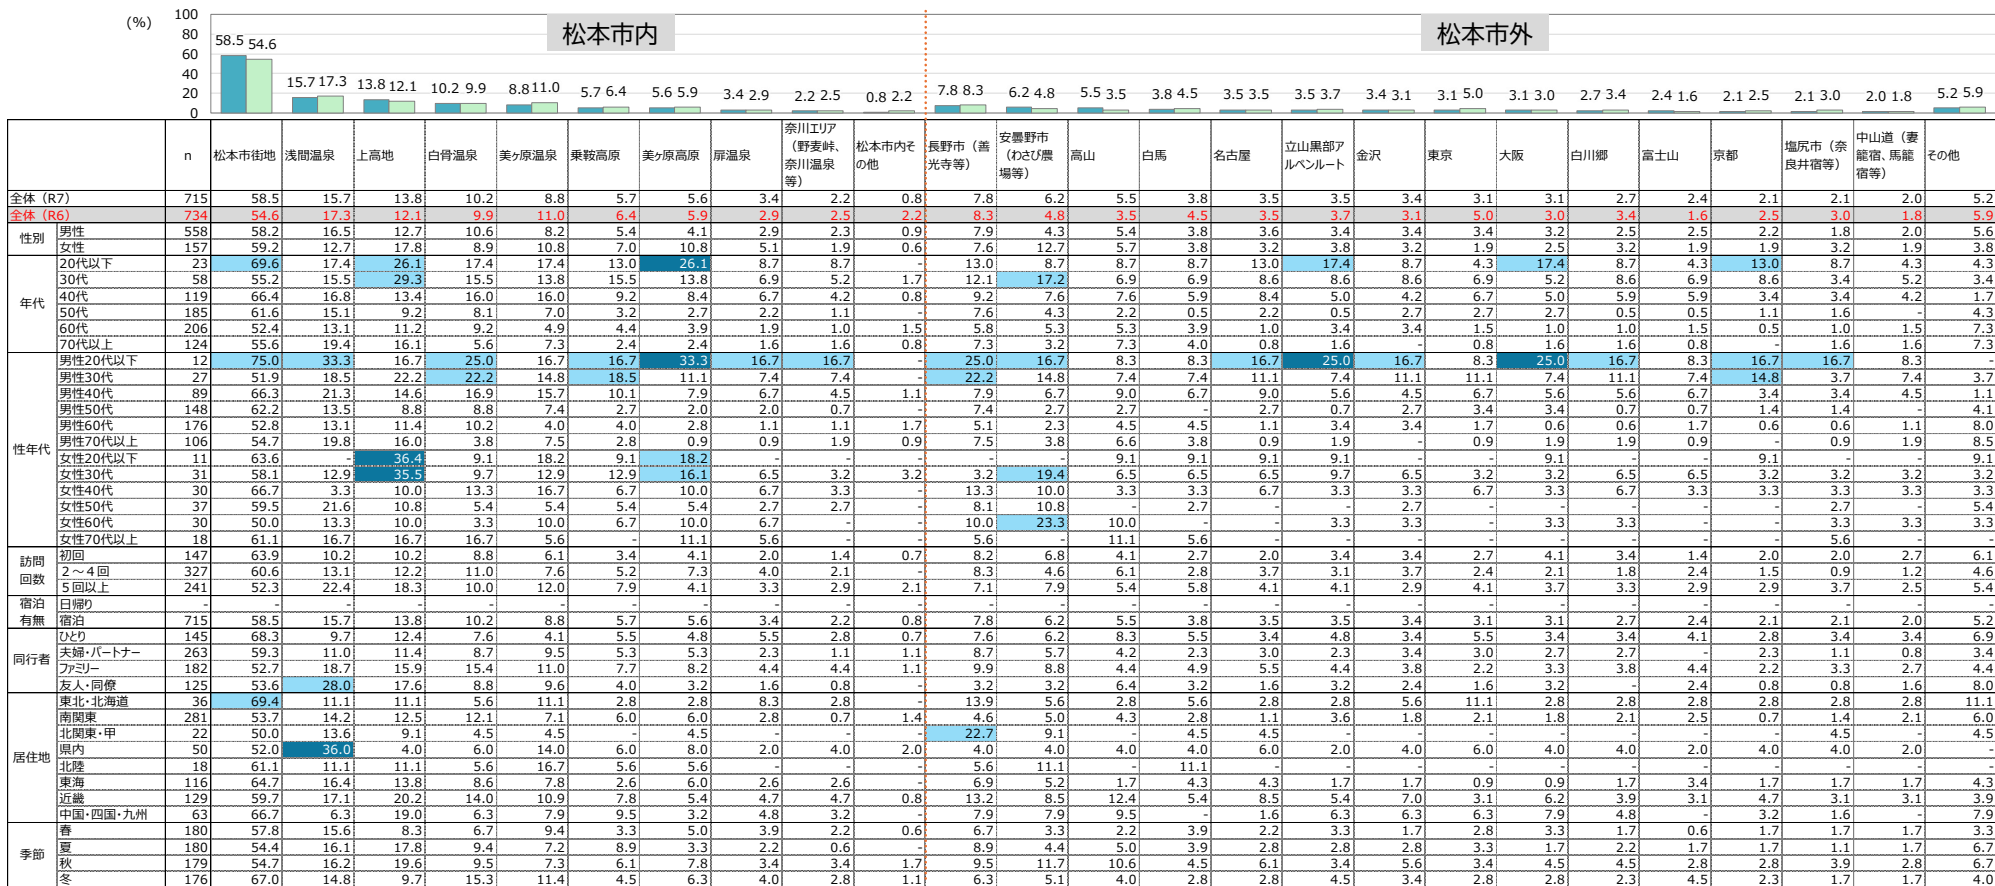 (%)
100
80
60
40
20
0
松本市内
松本市外
58.5 54.6 15.7 17.3 13.8 12.1 10.2 9.9 8.8 11.0 5.7 6.4 5.6 5.9 3.4 2.9 2.2 2.5 0.8 2.2 7.8 8.3 6.2 4.8 5.5 3.5 3.8 4.5 3.5 3.5 3.5 3.7 3.4 3.1 3.1 5.0 3.1 3.0 2.7 3.4 2.4 1.6 2.1 2.5 2.1 3.0 2.0 1.8 5.2 5.9
n 松本市街地 浅間温泉 上高地 白骨温泉 美ヶ原温泉 乗鞍高原 美ヶ原高原 扉温泉 奈川エリア（野麦峠、奈川温泉等） 松本市内その他 長野市（善光寺等） 安曇野市（わさび農場等） 高山 白馬 名古屋 立山黒部アルペンルート 金沢 東京 大阪 白川郷 富士山 京都 塩尻市（奈良井宿等） 中山道（妻籠宿、馬籠宿等） その他
全体（R7） 715 58.5 15.7 13.8 10.2 8.8 5.7 5.6 3.4 2.2 0.8 7.8 6.2 5.5 3.8 3.5 3.5 3.4 3.1 3.1 2.7 2.4 2.1 2.1 2.0 5.2
全体（R6） 734 54.6 17.3 12.1 9.9 11.0 6.4 5.9 2.9 2.5 2.2 8.3 4.8 3.5 4.5 3.5 3.7 3.1 5.0 3.0 3.4 1.6 2.5 3.0 1.8 5.9
性別
男性 558 58.2 16.5 12.7 10.6 8.2 5.4 4.1 2.9 2.3 0.9 7.9 4.3 5.4 3.8 3.6 3.4 3.4 3.4 3.2 2.5 2.5 2.2 1.8 2.0 5.6
女性 157 59.2 12.7 17.8 8.9 10.8 7.0 10.8 5.1 1.9 0.6 7.6 12.7 5.7 3.8 3.2 3.8 3.2 1.9 2.5 3.2 1.9 1.9 3.2 1.9 3.8
年代
20代以下 23 69.6 17.4 26.1 17.4 17.4 13.0 26.1 8.7 8.7 - 13.0 8.7 8.7 8.7 13.0 17.4 8.7 4.3 17.4 8.7 4.3 13.0 8.7 4.3 4.3
30代 58 55.2 15.5 29.3 15.5 13.8 15.5 13.8 6.9 5.2 1.7 12.1 17.2 6.9 6.9 8.6 8.6 8.6 6.9 5.2 8.6 6.9 8.6 3.4 5.2 3.4
40代 119 66.4 16.8 13.4 16.0 16.0 9.2 8.4 6.7 4.2 0.8 9.2 7.6 7.6 5.9 8.4 5.0 4.2 6.7 5.0 5.9 5.9 3.4 3.4 4.2 1.7
50代 185 61.6 15.1 9.2 8.1 7.0 3.2 2.7 2.2 1.1 - 7.6 4.3 2.2 0.5 2.2 0.5 2.7 2.7 2.7 0.5 0.5 1.1 1.6 - 4.3
60代 206 52.4 13.1 11.2 9.2 4.9 4.4 3.9 1.9 1.0 1.5 5.8 5.3 5.3 3.9 1.0 3.4 3.4 1.5 1.0 1.0 1.5 0.5 1.0 1.5 7.3
70代以上 124 55.6 19.4 16.1 5.6 7.3 2.4 2.4 1.6 1.6 0.8 7.3 3.2 7.3 4.0 0.8 1.6 - 0.8 1.6 1.6 0.8 - 1.6 1.6 7.3
性年代
男性20代以下 12 75.0 33.3 16.7 25.0 16.7 16.7 33.3 16.7 16.7 - 25.0 16.7 8.3 8.3 16.7 25.0 16.7 8.3 25.0 16.7 8.3 16.7 16.7 8.3 -
男性30代 27 51.9 18.5 22.2 22.2 14.8 18.5 11.1 7.4 7.4 - 22.2 14.8 7.4 7.4 11.1 7.4 11.1 11.1 7.4 11.1 7.4 14.8 3.7 7.4 3.7
男性40代 89 66.3 21.3 14.6 16.9 15.7 10.1 7.9 6.7 4.5 1.1 7.9 6.7 9.0 6.7 9.0 5.6 4.5 6.7 5.6 5.6 6.7 3.4 3.4 4.5 1.1
男性50代 148 62.2 13.5 8.8 8.8 7.4 2.7 2.0 2.0 0.7 - 7.4 2.7 2.7 - 2.7 0.7 2.7 3.4 3.4 0.7 0.7 1.4 1.4 - 4.1
男性60代 176 52.8 13.1 11.4 10.2 4.0 4.0 2.8 1.1 1.1 1.7 5.1 2.3 4.5 4.5 1.1 3.4 3.4 1.7 0.6 0.6 1.7 0.6 0.6 1.1 8.0
男性70代以上 106 54.7 19.8 16.0 3.8 7.5 2.8 0.9 0.9 1.9 0.9 7.5 3.8 6.6 3.8 0.9 1.9 - 0.9 1.9 1.9 0.9 - 0.9 1.9 8.5
女性20代以下 11 63.6 - 36.4 9.1 18.2 9.1 18.2 - - - - - 9.1 9.1 9.1 9.1 - - 9.1 - - 9.1 - - 9.1
女性30代 31 58.1 12.9 35.5 9.7 12.9 12.9 16.1 6.5 3.2 3.2 3.2 19.4 6.5 6.5 6.5 9.7 6.5 3.2 3.2 6.5 6.5 3.2 3.2 3.2 3.2
女性40代 30 66.7 3.3 10.0 13.3 16.7 6.7 10.0 6.7 3.3 - 13.3 10.0 3.3 3.3 6.7 3.3 3.3 6.7 3.3 6.7 3.3 3.3 3.3 3.3 3.3
女性50代 37 59.5 21.6 10.8 5.4 5.4 5.4 5.4 2.7 2.7 - 8.1 10.8 - 2.7 - - 2.7 - - - - - 2.7 - 5.4
女性60代 30 50.0 13.3 10.0 3.3 10.0 6.7 10.0 6.7 - - 10.0 23.3 10.0 - - 3.3 3.3 - 3.3 3.3 - - 3.3 3.3 3.3
女性70代以上 18 61.1 16.7 16.7 16.7 5.6 - 11.1 5.6 - - 5.6 - 11.1 5.6 - - - - - - - - 5.6 - -
訪問回数
初回 147 63.9 10.2 10.2 8.8 6.1 3.4 4.1 2.0 1.4 0.7 8.2 6.8 4.1 2.7 2.0 3.4 3.4 2.7 4.1 3.4 1.4 2.0 2.0 2.7 6.1
２～４回 327 60.6 13.1 12.2 11.0 7.6 5.2 7.3 4.0 2.1 - 8.3 4.6 6.1 2.8 3.7 3.1 3.7 2.4 2.1 1.8 2.4 1.5 0.9 1.2 4.6
５回以上 241 52.3 22.4 18.3 10.0 12.0 7.9 4.1 3.3 2.9 2.1 7.1 7.9 5.4 5.8 4.1 4.1 2.9 4.1 3.7 3.3 2.9 2.9 3.7 2.5 5.4
宿泊有無
日帰り - - - - - - - - - - - - - - - - - - - - - - - - - -
宿泊 715 58.5 15.7 13.8 10.2 8.8 5.7 5.6 3.4 2.2 0.8 7.8 6.2 5.5 3.8 3.5 3.5 3.4 3.1 3.1 2.7 2.4 2.1 2.1 2.0 5.2
同行者
ひとり 145 68.3 9.7 12.4 7.6 4.1 5.5 4.8 5.5 2.8 0.7 7.6 6.2 8.3 5.5 3.4 4.8 3.4 5.5 3.4 3.4 4.1 2.8 3.4 3.4 6.9
夫婦・パートナー 263 59.3 11.0 11.4 8.7 9.5 5.3 5.3 2.3 1.1 1.1 8.7 5.7 4.2 2.3 3.0 2.3 3.4 3.0 2.7 2.7 - 2.3 1.1 0.8 3.4
ファミリー 182 52.7 18.7 15.9 15.4 11.0 7.7 8.2 4.4 4.4 1.1 9.9 8.8 4.4 4.9 5.5 4.4 3.8 2.2 3.3 3.8 4.4 2.2 3.3 2.7 4.4
友人・同僚 125 53.6 28.0 17.6 8.8 9.6 4.0 3.2 1.6 0.8 - 3.2 3.2 6.4 3.2 1.6 3.2 2.4 1.6 3.2 - 2.4 0.8 0.8 1.6 8.0
居住地
東北・北海道 36 69.4 11.1 11.1 5.6 11.1 2.8 2.8 8.3 2.8 - 13.9 5.6 2.8 5.6 2.8 2.8 5.6 11.1 2.8 2.8 2.8 2.8 2.8 2.8 11.1
南関東 281 53.7 14.2 12.5 12.1 7.1 6.0 6.0 2.8 0.7 1.4 4.6 5.0 4.3 2.8 1.1 3.6 1.8 2.1 1.8 2.1 2.5 0.7 1.4 2.1 6.0
北関東・甲 22 50.0 13.6 9.1 4.5 4.5 - 4.5 - - - 22.7 9.1 - 4.5 4.5 - - - - - - - 4.5 - 4.5
県内 50 52.0 36.0 4.0 6.0 14.0 6.0 8.0 2.0 4.0 2.0 4.0 4.0 4.0 4.0 6.0 2.0 4.0 6.0 4.0 4.0 2.0 4.0 4.0 2.0 -
北陸 18 61.1 11.1 11.1 5.6 16.7 5.6 5.6 - - - 5.6 11.1 - 11.1 - - - - - - - - - - -
東海 116 64.7 16.4 13.8 8.6 7.8 2.6 6.0 2.6 2.6 - 6.9 5.2 1.7 4.3 4.3 1.7 1.7 0.9 0.9 1.7 3.4 1.7 1.7 1.7 4.3
近畿 129 59.7 17.1 20.2 14.0 10.9 7.8 5.4 4.7 4.7 0.8 13.2 8.5 12.4 5.4 8.5 5.4 7.0 3.1 6.2 3.9 3.1 4.7 3.1 3.1 3.9
中国・四国・九州 63 66.7 6.3 19.0 6.3 7.9 9.5 3.2 4.8 3.2 - 7.9 7.9 9.5 - 1.6 6.3 6.3 6.3 7.9 4.8 - 3.2 1.6 - 7.9
季節
春 180 57.8 15.6 8.3 6.7 9.4 3.3 5.0 3.9 2.2 0.6 6.7 3.3 2.2 3.9 2.2 3.3 1.7 2.8 3.3 1.7 0.6 1.7 1.7 1.7 3.3
夏 180 54.4 16.1 17.8 9.4 7.2 8.9 3.3 2.2 0.6 - 8.9 4.4 5.0 3.9 2.8 2.8 2.8 3.3 1.7 2.2 1.7 1.7 1.1 1.7 6.7
秋 179 54.7 16.2 19.6 9.5 7.3 6.1 7.8 3.4 3.4 1.7 9.5 11.7 10.6 4.5 6.1 3.4 5.6 3.4 4.5 4.5 2.8 2.8 3.9 2.8 6.7
冬 176 67.0 14.8 9.7 15.3 11.4 4.5 6.3 4.0 2.8 1.1 6.3 5.1 4.0 2.8 2.8 4.5 3.4 2.8 2.8 2.3 4.5 2.3 1.7 1.7 4.0